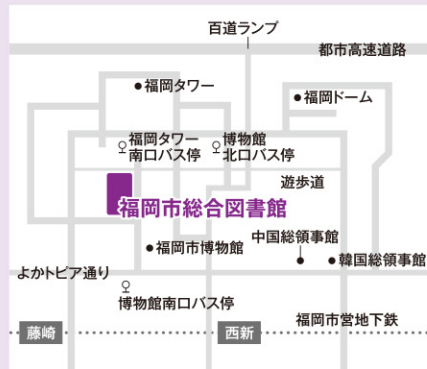 百道ランプ
都市高速道路
福岡タワー
福岡ドーム
福岡タワー
南口バス停
博物館
北口バス停
遊歩道
福岡市総合図書館
中国総領事館
福岡市博物館
韓国総領事館
よかトピア通り
博物館南口バス停
福岡市営地下鉄
藤崎
西新